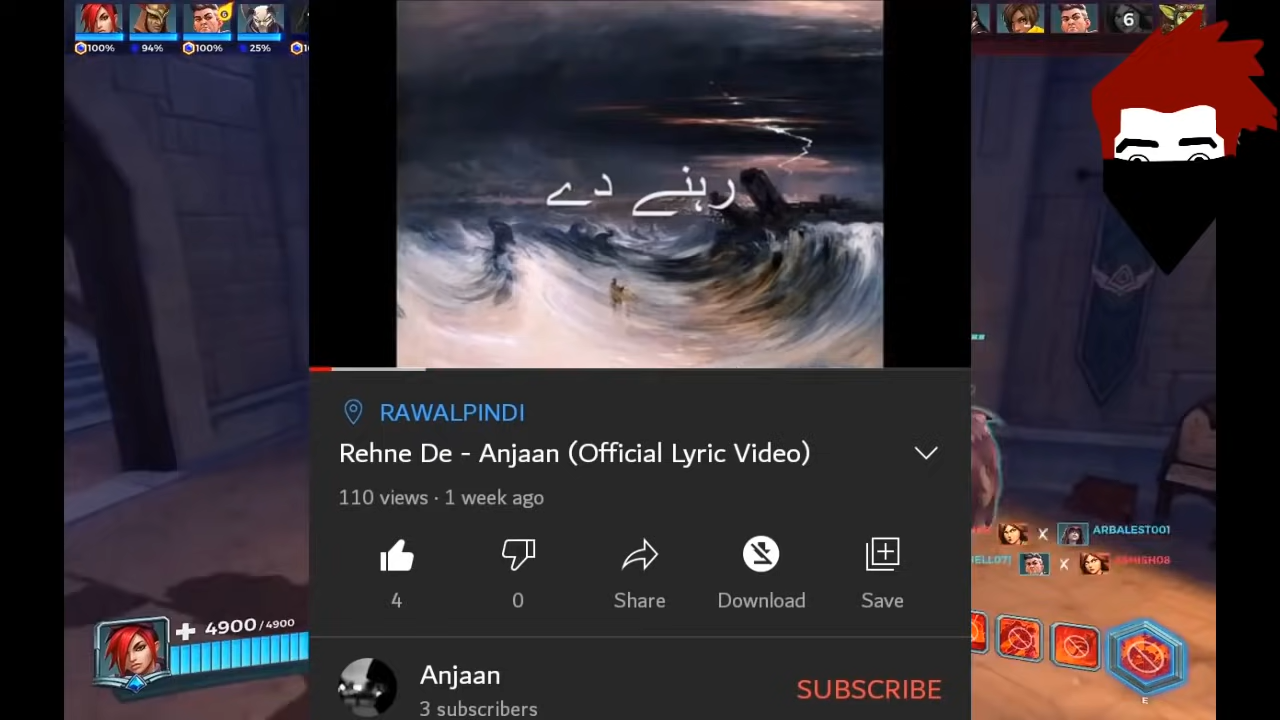 100% 94% 6 100% 25%
6
رہنے دے
RAWALPINDI
Rehne De - Anjaan (Official Lyric Video)
110 views · 1 week ago
4 0 Share Download Save
X ARBALEST001
X
4900/4900
E
Anjaan
3 subscribers
SUBSCRIBE